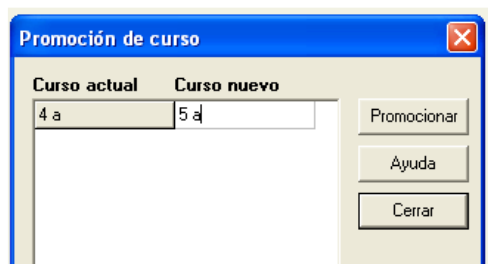 Promoción de curso
Curso actual Curso nuevo
4 a 5 a
Promocionar
Ayuda
Cerrar